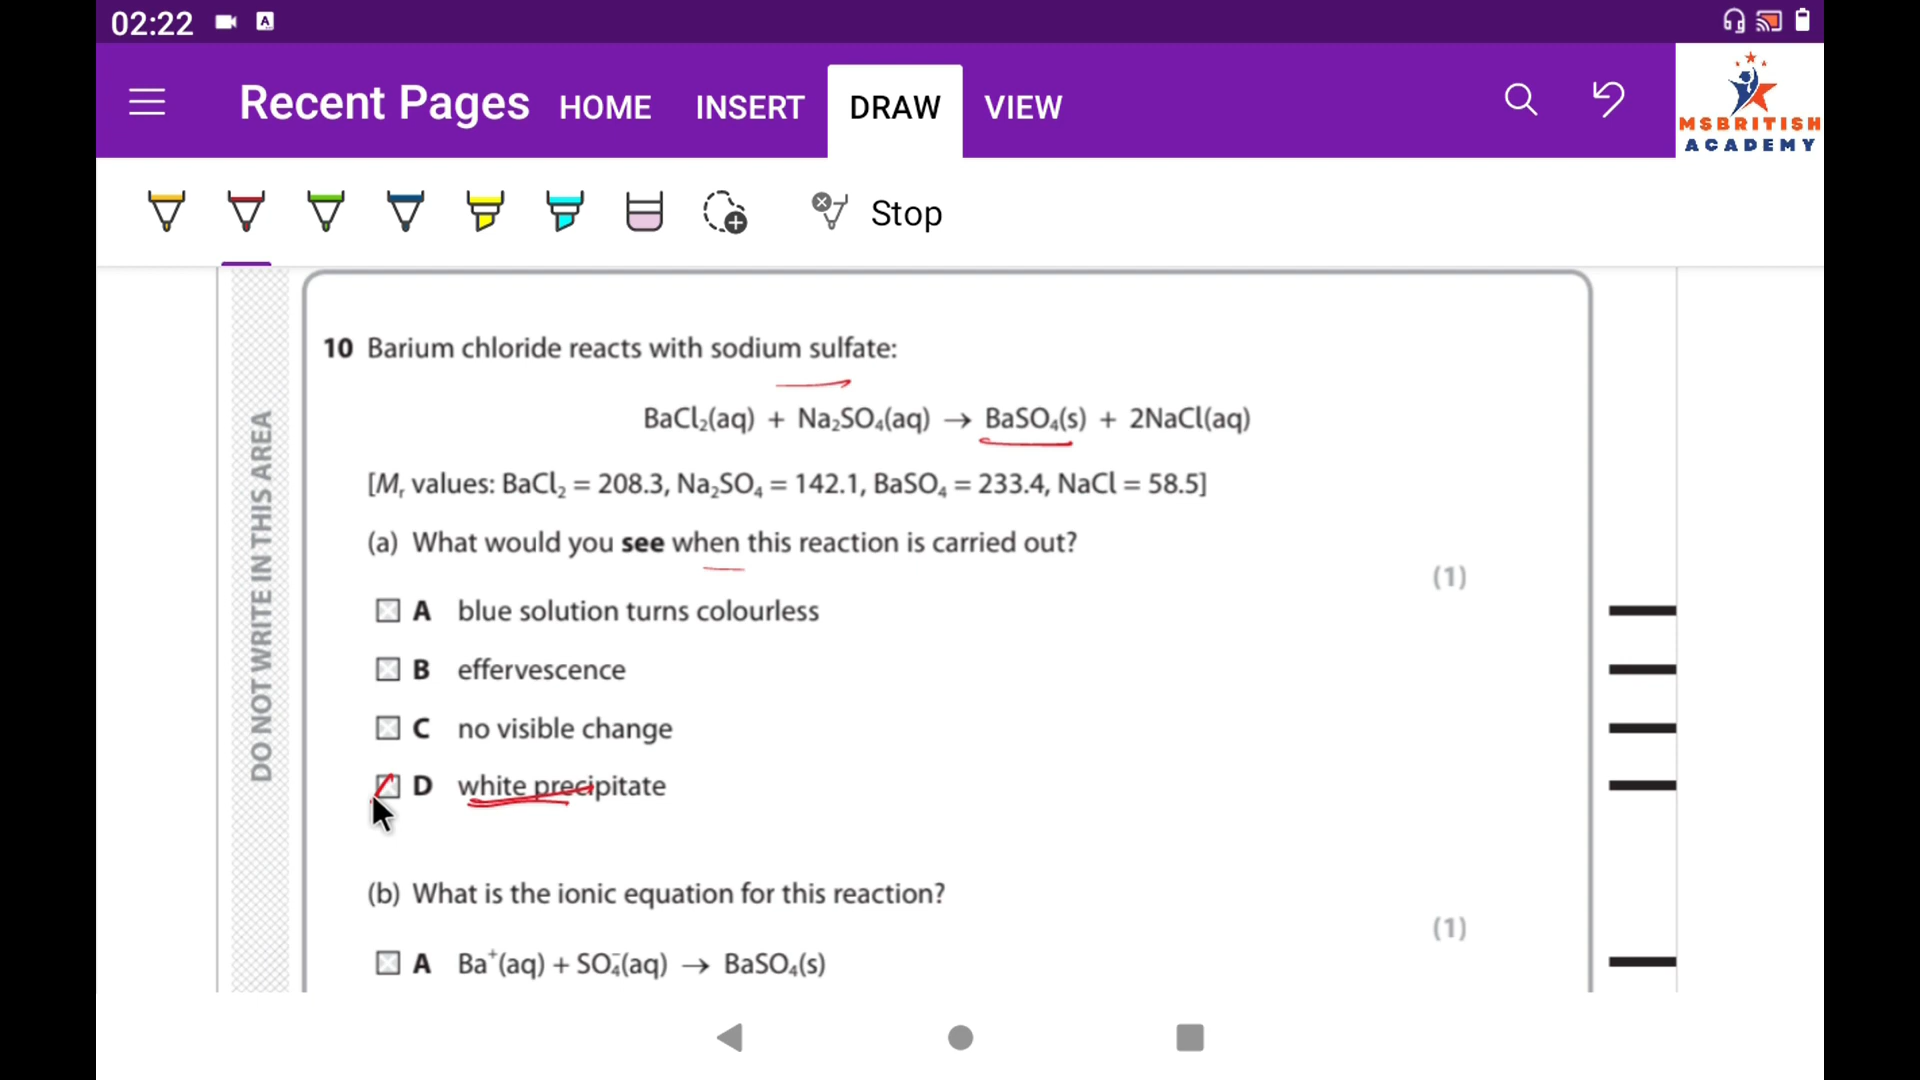 02:22
A
Recent Pages HOME INSERT DRAW VIEW
MSBRITISH
ACADEMY
Stop
DO NOT WRITE IN THIS AREA
10 Barium chloride reacts with sodium sulfate:
BaCl₂(aq) + Na₂SO₄(aq) → BaSO₄(s) + 2NaCl(aq)
[Mᵣ values: BaCl₂ = 208.3, Na₂SO₄ = 142.1, BaSO₄ = 233.4, NaCl = 58.5]
(a) What would you see when this reaction is carried out?
(1)
A blue solution turns colourless
B effervescence
C no visible change
D white precipitate
(b) What is the ionic equation for this reaction?
(1)
A Ba⁺(aq) + SO₄⁻(aq) → BaSO₄(s)